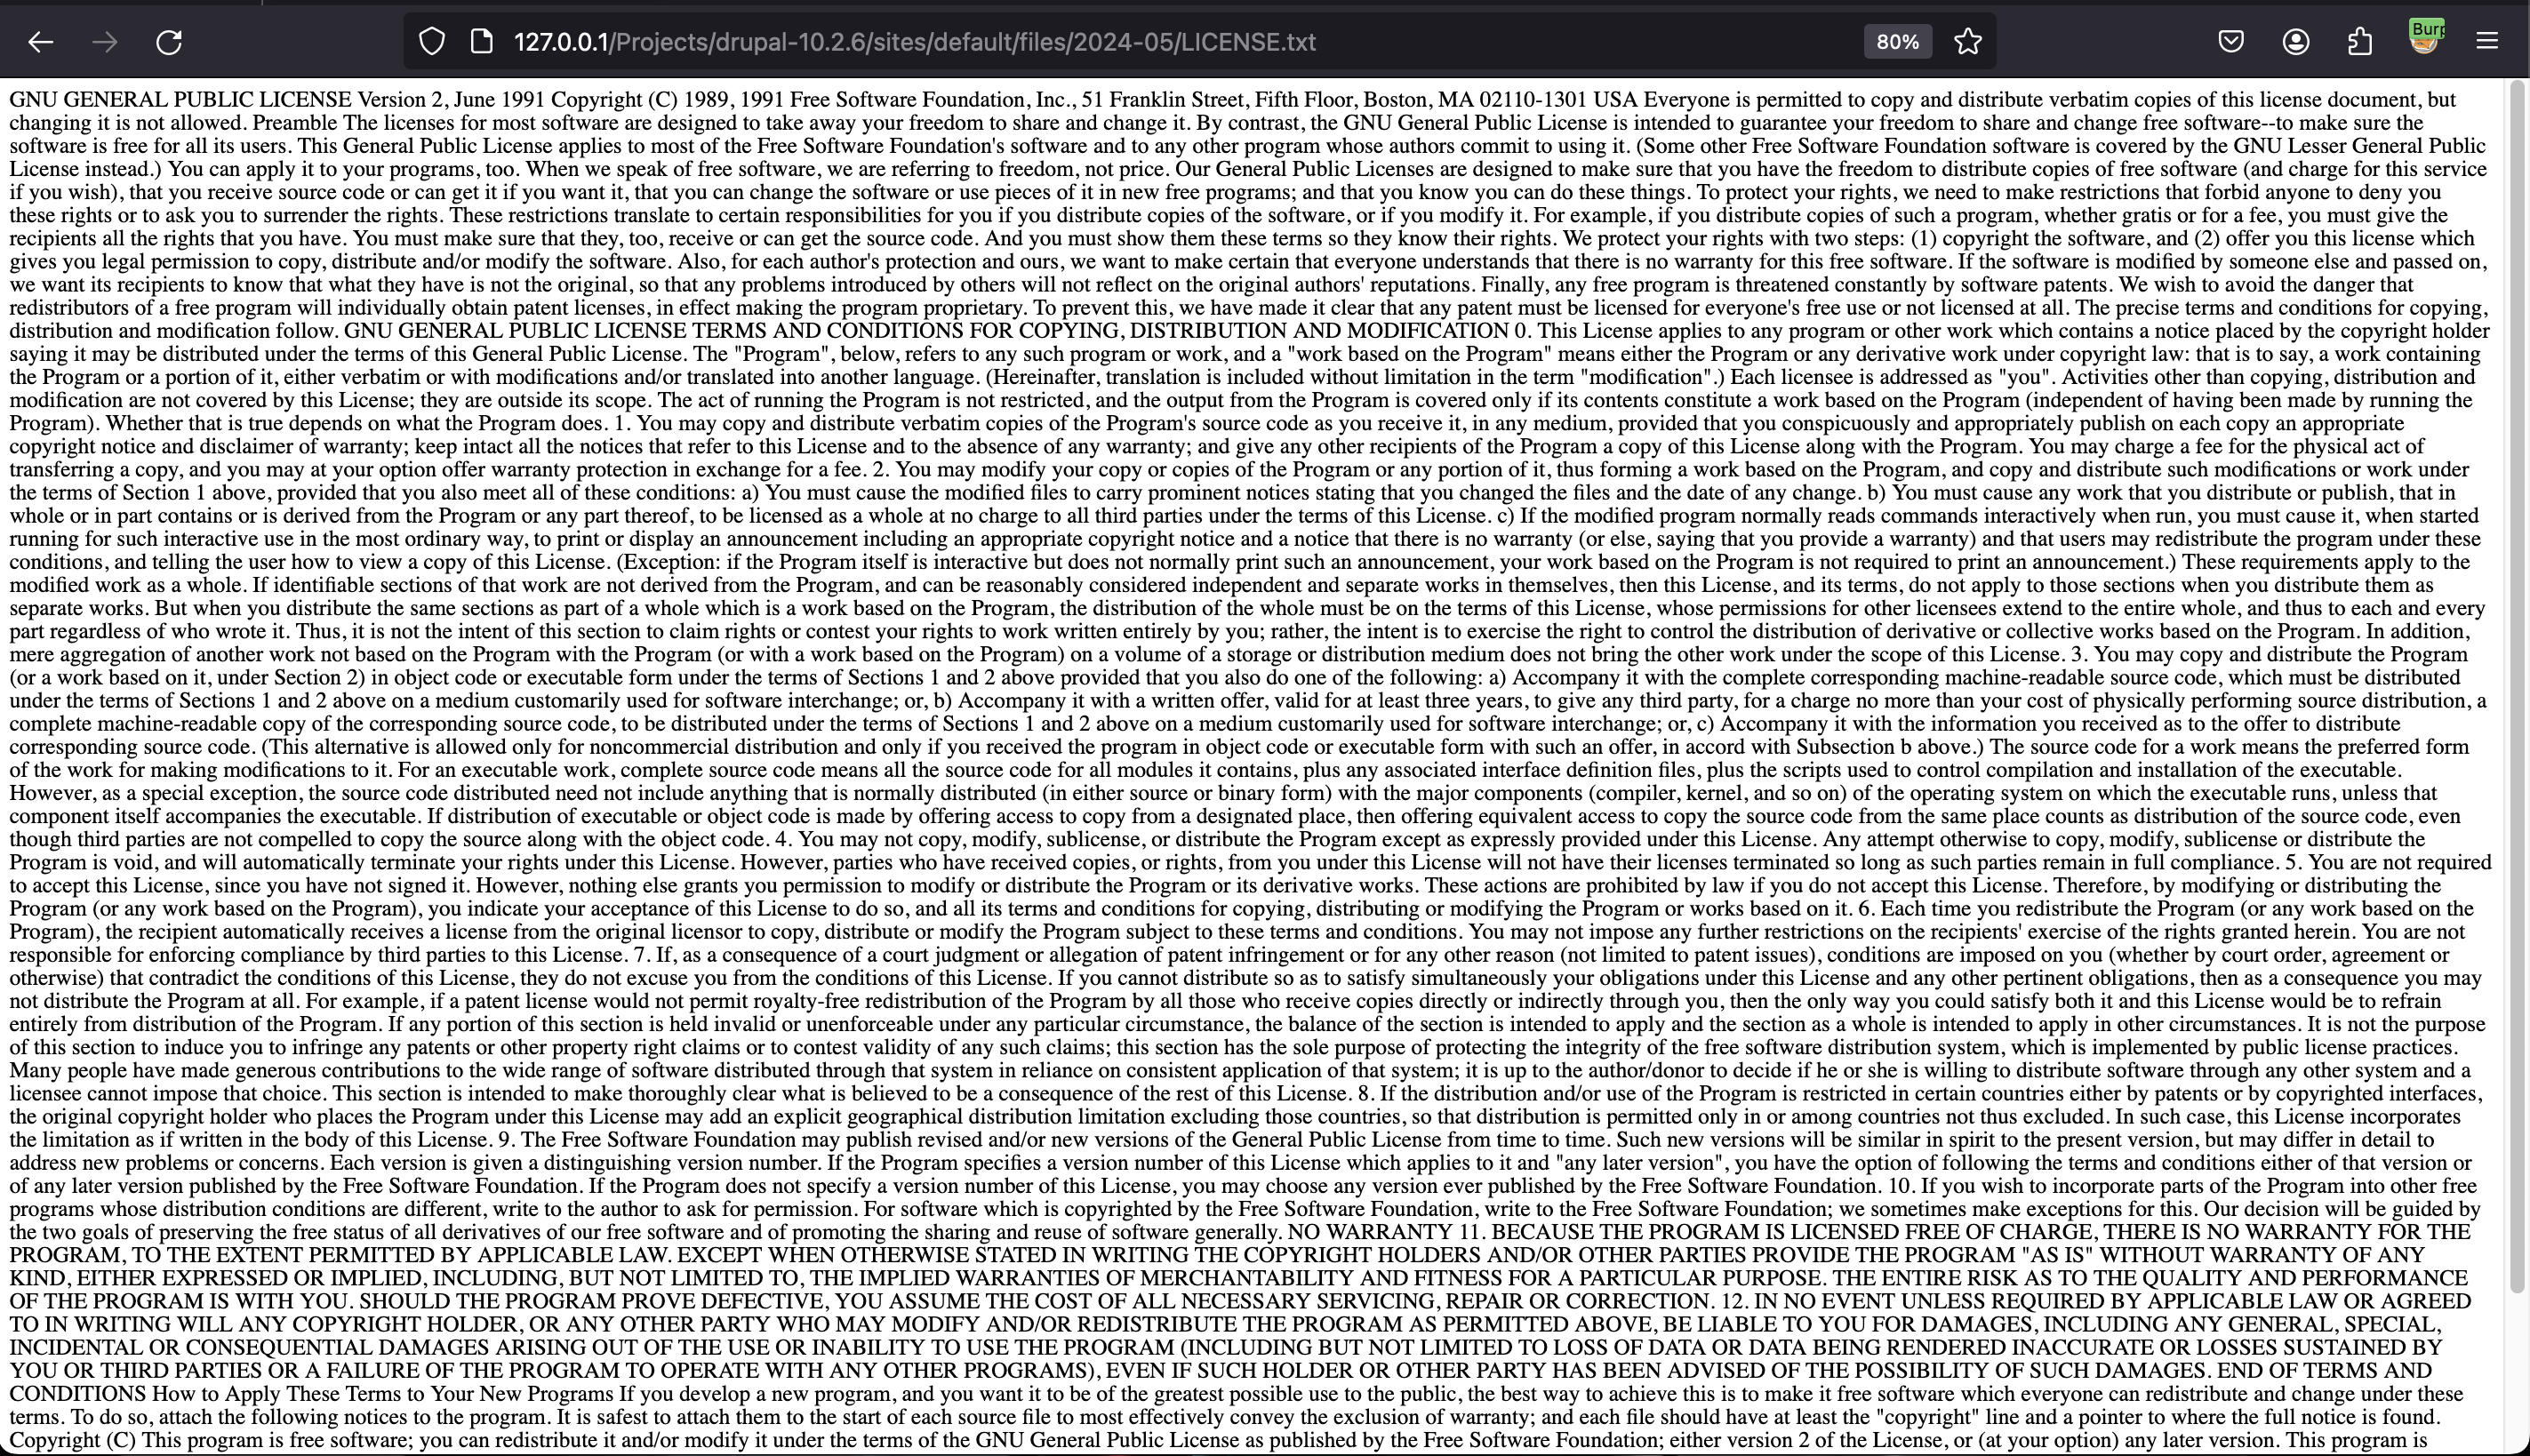 127.0.0.1/Projects/drupal-10.2.6/sites/default/files/2024-05/LICENSE.txt
80%
Burp
GNU GENERAL PUBLIC LICENSE Version 2, June 1991 Copyright (C) 1989, 1991 Free Software Foundation, Inc., 51 Franklin Street, Fifth Floor, Boston, MA 02110-1301 USA Everyone is permitted to copy and distribute verbatim copies of this license document, but
changing it is not allowed. Preamble The licenses for most software are designed to take away your freedom to share and change it. By contrast, the GNU General Public License is intended to guarantee your freedom to share and change free software--to make sure the
software is free for all its users. This General Public License applies to most of the Free Software Foundation's software and to any other program whose authors commit to using it. (Some other Free Software Foundation software is covered by the GNU Lesser General Public
License instead.) You can apply it to your programs, too. When we speak of free software, we are referring to freedom, not price. Our General Public Licenses are designed to make sure that you have the freedom to distribute copies of free software (and charge for this service
if you wish), that you receive source code or can get it if you want it, that you can change the software or use pieces of it in new free programs; and that you know you can do these things. To protect your rights, we need to make restrictions that forbid anyone to deny you
these rights or to ask you to surrender the rights. These restrictions translate to certain responsibilities for you if you distribute copies of the software, or if you modify it. For example, if you distribute copies of such a program, whether gratis or for a fee, you must give the
recipients all the rights that you have. You must make sure that they, too, receive or can get the source code. And you must show them these terms so they know their rights. We protect your rights with two steps: (1) copyright the software, and (2) offer you this license which
gives you legal permission to copy, distribute and/or modify the software. Also, for each author's protection and ours, we want to make certain that everyone understands that there is no warranty for this free software. If the software is modified by someone else and passed on,
we want its recipients to know that what they have is not the original, so that any problems introduced by others will not reflect on the original authors' reputations. Finally, any free program is threatened constantly by software patents. We wish to avoid the danger that
redistributors of a free program will individually obtain patent licenses, in effect making the program proprietary. To prevent this, we have made it clear that any patent must be licensed for everyone's free use or not licensed at all. The precise terms and conditions for copying,
distribution and modification follow. GNU GENERAL PUBLIC LICENSE TERMS AND CONDITIONS FOR COPYING, DISTRIBUTION AND MODIFICATION 0. This License applies to any program or other work which contains a notice placed by the copyright holder
saying it may be distributed under the terms of this General Public License. The "Program", below, refers to any such program or work, and a "work based on the Program" means either the Program or any derivative work under copyright law: that is to say, a work containing
the Program or a portion of it, either verbatim or with modifications and/or translated into another language. (Hereinafter, translation is included without limitation in the term "modification".) Each licensee is addressed as "you". Activities other than copying, distribution and
modification are not covered by this License; they are outside its scope. The act of running the Program is not restricted, and the output from the Program is covered only if its contents constitute a work based on the Program (independent of having been made by running the
Program). Whether that is true depends on what the Program does. 1. You may copy and distribute verbatim copies of the Program's source code as you receive it, in any medium, provided that you conspicuously and appropriately publish on each copy an appropriate
copyright notice and disclaimer of warranty; keep intact all the notices that refer to this License and to the absence of any warranty; and give any other recipients of the Program a copy of this License along with the Program. You may charge a fee for the physical act of
transferring a copy, and you may at your option offer warranty protection in exchange for a fee. 2. You may modify your copy or copies of the Program or any portion of it, thus forming a work based on the Program, and copy and distribute such modifications or work under
the terms of Section 1 above, provided that you also meet all of these conditions: a) You must cause the modified files to carry prominent notices stating that you changed the files and the date of any change. b) You must cause any work that you distribute or publish, that in
whole or in part contains or is derived from the Program or any part thereof, to be licensed as a whole at no charge to all third parties under the terms of this License. c) If the modified program normally reads commands interactively when run, you must cause it, when started
running for such interactive use in the most ordinary way, to print or display an announcement including an appropriate copyright notice and a notice that there is no warranty (or else, saying that you provide a warranty) and that users may redistribute the program under these
conditions, and telling the user how to view a copy of this License. (Exception: if the Program itself is interactive but does not normally print such an announcement, your work based on the Program is not required to print an announcement.) These requirements apply to the
modified work as a whole. If identifiable sections of that work are not derived from the Program, and can be reasonably considered independent and separate works in themselves, then this License, and its terms, do not apply to those sections when you distribute them as
separate works. But when you distribute the same sections as part of a whole which is a work based on the Program, the distribution of the whole must be on the terms of this License, whose permissions for other licensees extend to the entire whole, and thus to each and every
part regardless of who wrote it. Thus, it is not the intent of this section to claim rights or contest your rights to work written entirely by you; rather, the intent is to exercise the right to control the distribution of derivative or collective works based on the Program. In addition,
mere aggregation of another work not based on the Program with the Program (or with a work based on the Program) on a volume of a storage or distribution medium does not bring the other work under the scope of this License. 3. You may copy and distribute the Program
(or a work based on it, under Section 2) in object code or executable form under the terms of Sections 1 and 2 above provided that you also do one of the following: a) Accompany it with the complete corresponding machine-readable source code, which must be distributed
under the terms of Sections 1 and 2 above on a medium customarily used for software interchange; or, b) Accompany it with a written offer, valid for at least three years, to give any third party, for a charge no more than your cost of physically performing source distribution, a
complete machine-readable copy of the corresponding source code, to be distributed under the terms of Sections 1 and 2 above on a medium customarily used for software interchange; or, c) Accompany it with the information you received as to the offer to distribute
corresponding source code. (This alternative is allowed only for noncommercial distribution and only if you received the program in object code or executable form with such an offer, in accord with Subsection b above.) The source code for a work means the preferred form
of the work for making modifications to it. For an executable work, complete source code means all the source code for all modules it contains, plus any associated interface definition files, plus the scripts used to control compilation and installation of the executable.
However, as a special exception, the source code distributed need not include anything that is normally distributed (in either source or binary form) with the major components (compiler, kernel, and so on) of the operating system on which the executable runs, unless that
component itself accompanies the executable. If distribution of executable or object code is made by offering access to copy from a designated place, then offering equivalent access to copy the source code from the same place counts as distribution of the source code, even
though third parties are not compelled to copy the source along with the object code. 4. You may not copy, modify, sublicense, or distribute the Program except as expressly provided under this License. Any attempt otherwise to copy, modify, sublicense or distribute the
Program is void, and will automatically terminate your rights under this License. However, parties who have received copies, or rights, from you under this License will not have their licenses terminated so long as such parties remain in full compliance. 5. You are not required
to accept this License, since you have not signed it. However, nothing else grants you permission to modify or distribute the Program or its derivative works. These actions are prohibited by law if you do not accept this License. Therefore, by modifying or distributing the
Program (or any work based on the Program), you indicate your acceptance of this License to do so, and all its terms and conditions for copying, distributing or modifying the Program or works based on it. 6. Each time you redistribute the Program (or any work based on the
Program), the recipient automatically receives a license from the original licensor to copy, distribute or modify the Program subject to these terms and conditions. You may not impose any further restrictions on the recipients' exercise of the rights granted herein. You are not
responsible for enforcing compliance by third parties to this License. 7. If, as a consequence of a court judgment or allegation of patent infringement or for any other reason (not limited to patent issues), conditions are imposed on you (whether by court order, agreement or
otherwise) that contradict the conditions of this License, they do not excuse you from the conditions of this License. If you cannot distribute so as to satisfy simultaneously your obligations under this License and any other pertinent obligations, then as a consequence you may
not distribute the Program at all. For example, if a patent license would not permit royalty-free redistribution of the Program by all those who receive copies directly or indirectly through you, then the only way you could satisfy both it and this License would be to refrain
entirely from distribution of the Program. If any portion of this section is held invalid or unenforceable under any particular circumstance, the balance of the section is intended to apply and the section as a whole is intended to apply in other circumstances. It is not the purpose
of this section to induce you to infringe any patents or other property right claims or to contest validity of any such claims; this section has the sole purpose of protecting the integrity of the free software distribution system, which is implemented by public license practices.
Many people have made generous contributions to the wide range of software distributed through that system in reliance on consistent application of that system; it is up to the author/donor to decide if he or she is willing to distribute software through any other system and a
licensee cannot impose that choice. This section is intended to make thoroughly clear what is believed to be a consequence of the rest of this License. 8. If the distribution and/or use of the Program is restricted in certain countries either by patents or by copyrighted interfaces,
the original copyright holder who places the Program under this License may add an explicit geographical distribution limitation excluding those countries, so that distribution is permitted only in or among countries not thus excluded. In such case, this License incorporates
the limitation as if written in the body of this License. 9. The Free Software Foundation may publish revised and/or new versions of the General Public License from time to time. Such new versions will be similar in spirit to the present version, but may differ in detail to
address new problems or concerns. Each version is given a distinguishing version number. If the Program specifies a version number of this License which applies to it and "any later version", you have the option of following the terms and conditions either of that version or
of any later version published by the Free Software Foundation. If the Program does not specify a version number of this License, you may choose any version ever published by the Free Software Foundation. 10. If you wish to incorporate parts of the Program into other free
programs whose distribution conditions are different, write to the author to ask for permission. For software which is copyrighted by the Free Software Foundation, write to the Free Software Foundation; we sometimes make exceptions for this. Our decision will be guided by
the two goals of preserving the free status of all derivatives of our free software and of promoting the sharing and reuse of software generally. NO WARRANTY 11. BECAUSE THE PROGRAM IS LICENSED FREE OF CHARGE, THERE IS NO WARRANTY FOR THE
PROGRAM, TO THE EXTENT PERMITTED BY APPLICABLE LAW. EXCEPT WHEN OTHERWISE STATED IN WRITING THE COPYRIGHT HOLDERS AND/OR OTHER PARTIES PROVIDE THE PROGRAM "AS IS" WITHOUT WARRANTY OF ANY
KIND, EITHER EXPRESSED OR IMPLIED, INCLUDING, BUT NOT LIMITED TO, THE IMPLIED WARRANTIES OF MERCHANTABILITY AND FITNESS FOR A PARTICULAR PURPOSE. THE ENTIRE RISK AS TO THE QUALITY AND PERFORMANCE
OF THE PROGRAM IS WITH YOU. SHOULD THE PROGRAM PROVE DEFECTIVE, YOU ASSUME THE COST OF ALL NECESSARY SERVICING, REPAIR OR CORRECTION. 12. IN NO EVENT UNLESS REQUIRED BY APPLICABLE LAW OR AGREED
TO IN WRITING WILL ANY COPYRIGHT HOLDER, OR ANY OTHER PARTY WHO MAY MODIFY AND/OR REDISTRIBUTE THE PROGRAM AS PERMITTED ABOVE, BE LIABLE TO YOU FOR DAMAGES, INCLUDING ANY GENERAL, SPECIAL,
INCIDENTAL OR CONSEQUENTIAL DAMAGES ARISING OUT OF THE USE OR INABILITY TO USE THE PROGRAM (INCLUDING BUT NOT LIMITED TO LOSS OF DATA OR DATA BEING RENDERED INACCURATE OR LOSSES SUSTAINED BY
YOU OR THIRD PARTIES OR A FAILURE OF THE PROGRAM TO OPERATE WITH ANY OTHER PROGRAMS), EVEN IF SUCH HOLDER OR OTHER PARTY HAS BEEN ADVISED OF THE POSSIBILITY OF SUCH DAMAGES. END OF TERMS AND
CONDITIONS How to Apply These Terms to Your New Programs If you develop a new program, and you want it to be of the greatest possible use to the public, the best way to achieve this is to make it free software which everyone can redistribute and change under these
terms. To do so, attach the following notices to the program. It is safest to attach them to the start of each source file to most effectively convey the exclusion of warranty; and each file should have at least the "copyright" line and a pointer to where the full notice is found.
Copyright (C) This program is free software; you can redistribute it and/or modify it under the terms of the GNU General Public License as published by the Free Software Foundation; either version 2 of the License, or (at your option) any later version. This program is